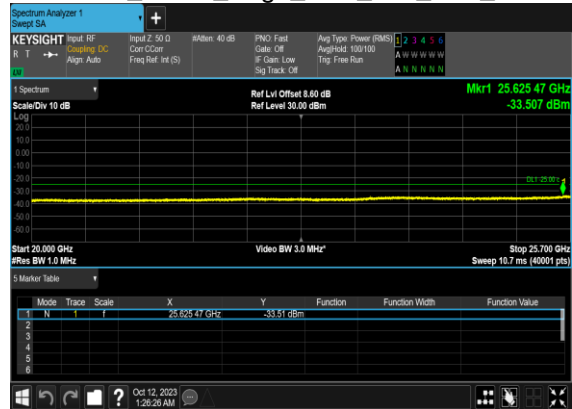 Spectrum Analyzer 1
Swept SA
+
KEYSIGHT Input: RF Input Z: 50 Ω #Atten: 40 dB PNO: Fast Avg Type: Power (RMS) 1 2 3 4 5 6
R T Coupling: DC Corr CCorr Gate: Off Avg|Hold: 100/100 A W W W W W
Align: Auto Freq Ref: Int (S) IF Gain: Low Trig: Free Run
Sig Track: Off A N N N N N
1 Spectrum Ref Lvl Offset 8.60 dB Mkr1 25.625 47 GHz
Scale/Div 10 dB Ref Level 30.00 dBm -33.507 dBm
Log
20.0
10.0
0.00
-10.0
-20.0
DL1 -25.00
-30.0
-40.0
-50.0
-60.0
Start 20.000 GHz Video BW 3.0 MHz* Stop 25.700 GHz
#Res BW 1.0 MHz Sweep 10.7 ms (40001 pts)
5 Marker Table
Mode Trace Scale X Y Function Function Width Function Value
1 N 1 f 25.625 47 GHz -33.51 dBm
2
3
4
5
6
? Oct 12, 2023
1:26:26 AM